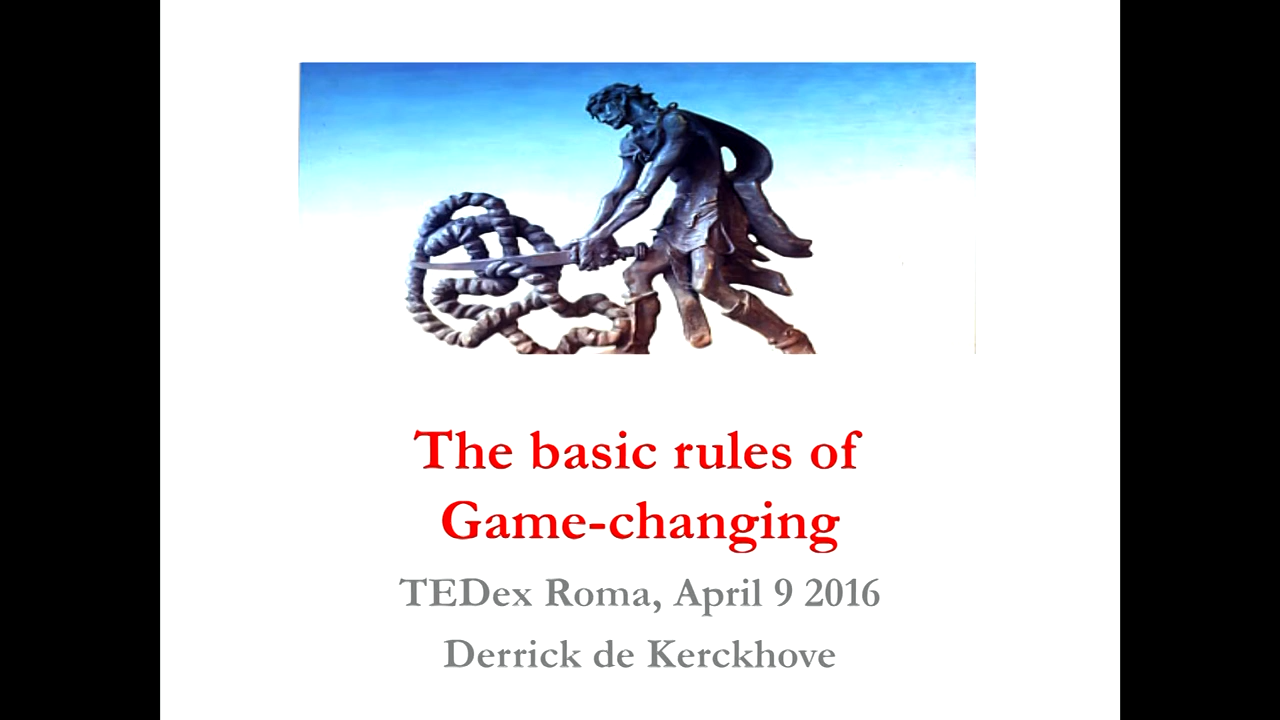 The basic rules of
Game-changing
TEDex Roma, April 9 2016
Derrick de Kerckhove